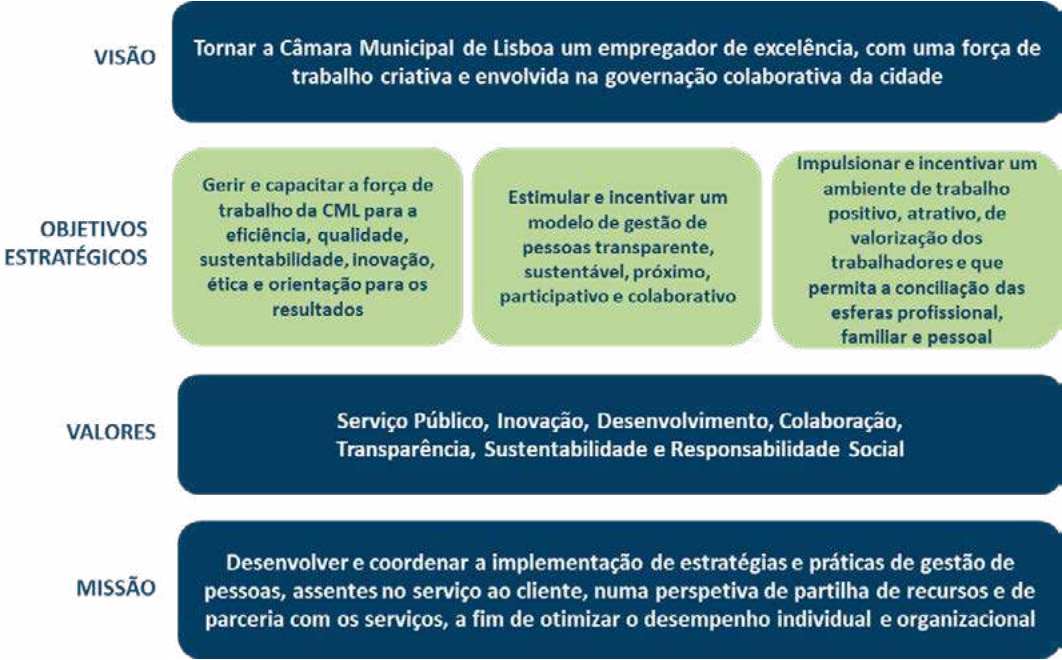 VISÃO
Tornar a Câmara Municipal de Lisboa um empregador de excelência, com uma força de
trabalho criativa e envolvida na governação colaborativa da cidade
OBJETIVOS
ESTRATÉGICOS
Gerir e capacitar a força de
trabalho da CML para a
eficiência, qualidade,
sustentabilidade, inovação,
ética e orientação para os
resultados
Estimular e incentivar um
modelo de gestão de
pessoas transparente,
sustentável, próximo,
participativo e colaborativo
Impulsionar e incentivar um
ambiente de trabalho
positivo, atrativo, de
valorização dos
trabalhadores e que
permita a conciliação das
esferas profissional,
familiar e pessoal
VALORES
Serviço Público, Inovação, Desenvolvimento, Colaboração,
Transparência, Sustentabilidade e Responsabilidade Social
MISSÃO
Desenvolver e coordenar a implementação de estratégias e práticas de gestão de
pessoas, assentes no serviço ao cliente, numa perspetiva de partilha de recursos e de
parceria com os serviços, a fim de otimizar o desempenho individual e organizacional